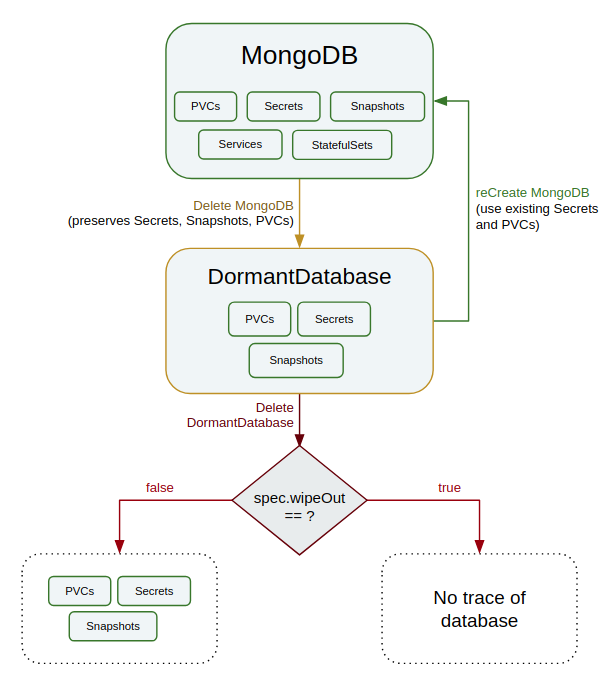 MongoDB
PVCs
Secrets
Snapshots
Services
StatefulSets
Delete MongoDB
(preserves Secrets, Snapshots, PVCs)
reCreate MongoDB
(use existing Secrets
and PVCs)
DormantDatabase
PVCs
Secrets
Snapshots
Delete
DormantDatabase
spec.wipeOut
== ?
false
true
PVCs
Secrets
Snapshots
No trace of
database